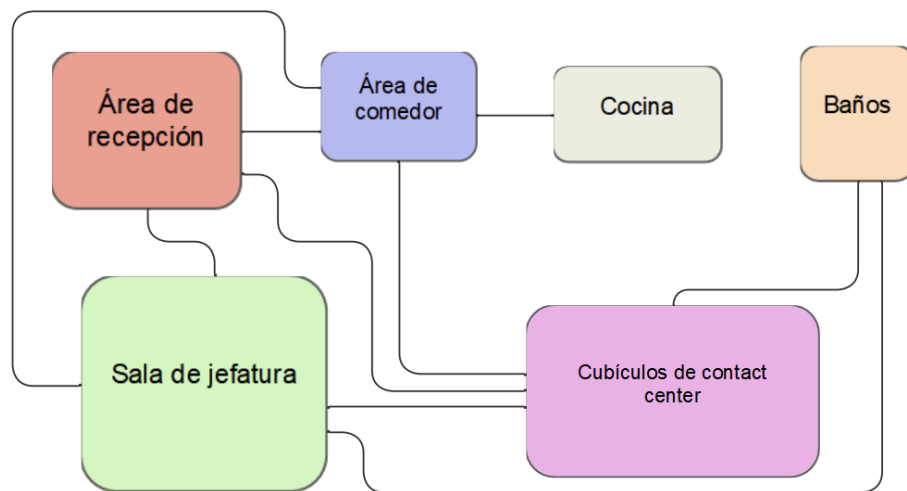 Área de
recepción
Área de
comedor
Cocina
Baños
Sala de jefatura
Cubículos de contact
center